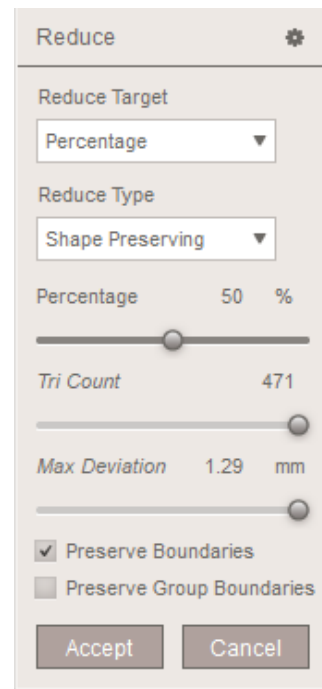 Reduce
Reduce Target
Percentage
Reduce Type
Shape Preserving
Percentage 50 %
Tri Count 471
Max Deviation 1.29 mm
Preserve Boundaries
Preserve Group Boundaries
Accept Cancel